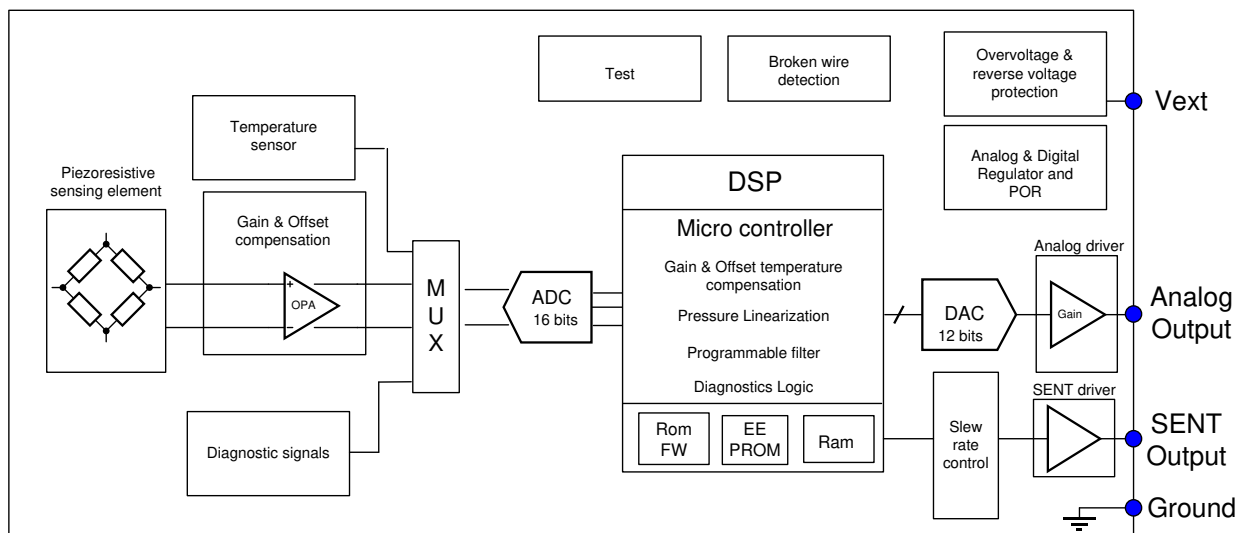 Test
Broken wire
detection
Overvoltage &
reverse voltage
protection
Vext
Temperature
sensor
Analog & Digital
Regulator and
POR
Piezoresistive
sensing element
Gain & Offset
compensation
+
OPA
−
M
U
X
ADC
16 bits
DSP
Micro controller
Gain & Offset temperature
compensation
Pressure Linearization
Programmable filter
Diagnostics Logic
Rom
FW
EE
PROM
Ram
DAC
12 bits
Analog driver
Gain
Analog
Output
Slew
rate
control
SENT driver
SENT
Output
Diagnostic signals
Ground